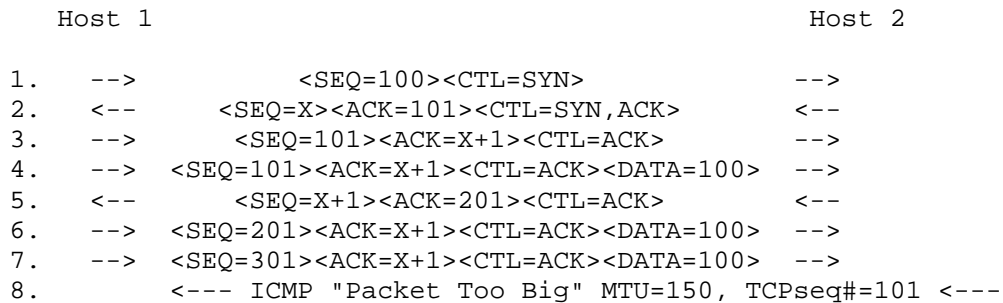 Host 1                                          Host 2
1.   -->            <SEQ=100><CTL=SYN>            -->
2.   <--      <SEQ=X><ACK=101><CTL=SYN,ACK>       <--
3.   -->       <SEQ=101><ACK=X+1><CTL=ACK>        -->
4.   -->  <SEQ=101><ACK=X+1><CTL=ACK><DATA=100>   -->
5.   <--       <SEQ=X+1><ACK=201><CTL=ACK>        <--
6.   -->  <SEQ=201><ACK=X+1><CTL=ACK><DATA=100>   -->
7.   -->  <SEQ=301><ACK=X+1><CTL=ACK><DATA=100>   -->
8.        <--- ICMP "Packet Too Big" MTU=150, TCPseq#=101 <---